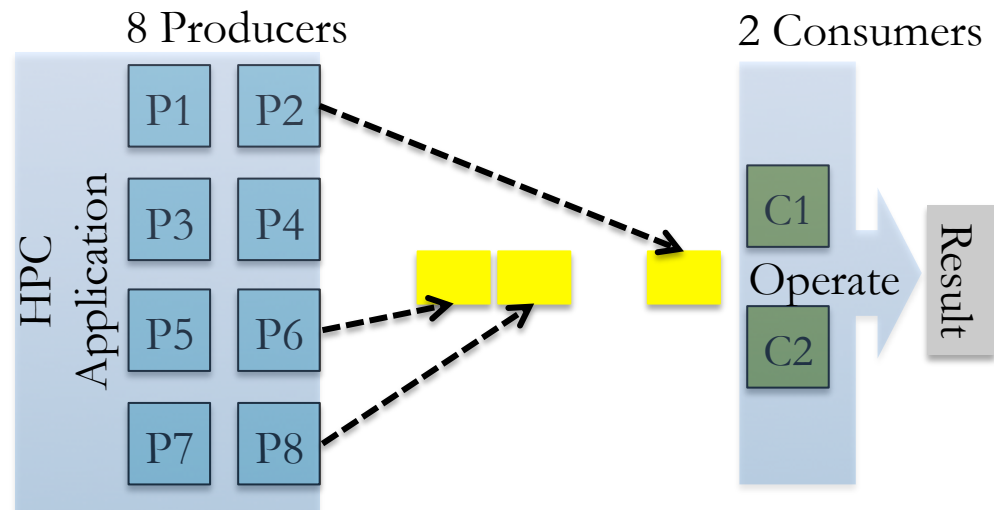 8 Producers
2 Consumers
HPC
Application
P1
P2
P3
P4
P5
P6
P7
P8
C1
Operate
C2
Result